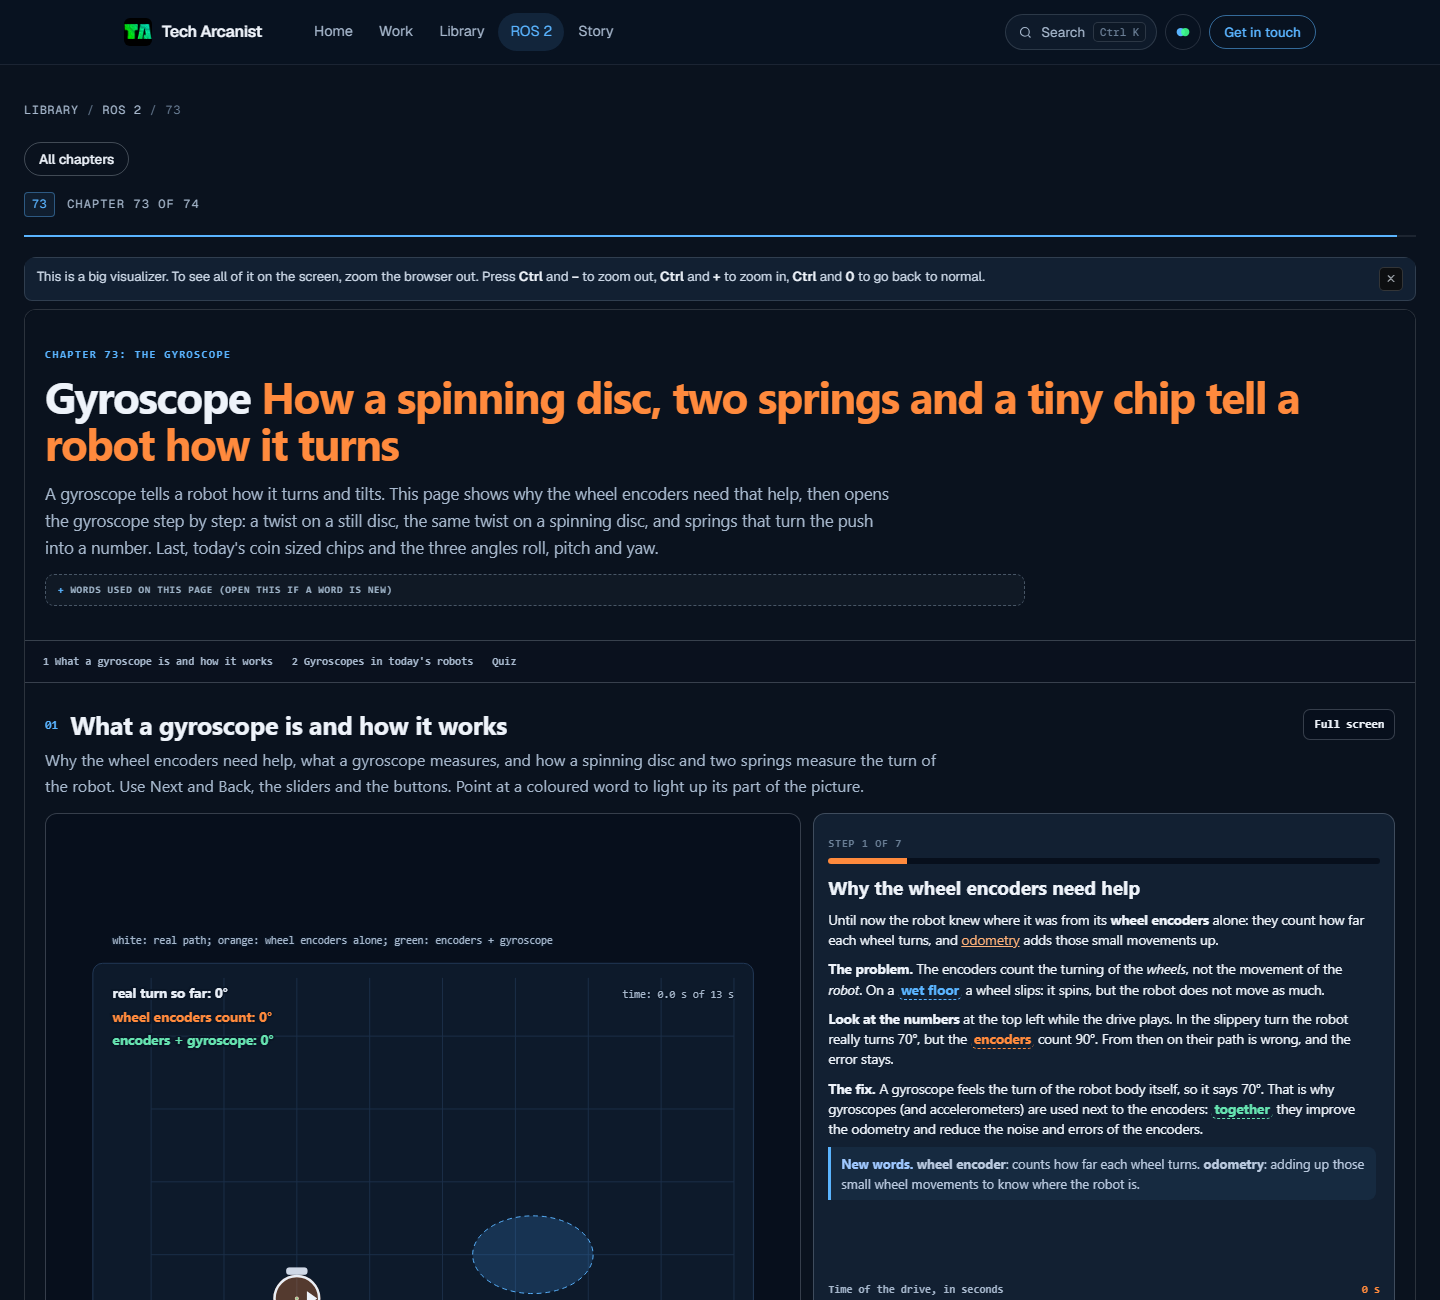 TA Tech Arcanist
Home Work Library ROS 2 Story
Search Ctrl K
Get in touch
LIBRARY / ROS 2 / 73
All chapters
73 CHAPTER 73 OF 74
This is a big visualizer. To see all of it on the screen, zoom the browser out. Press Ctrl and – to zoom out, Ctrl and + to zoom in, Ctrl and 0 to go back to normal.
×
CHAPTER 73: THE GYROSCOPE
Gyroscope How a spinning disc, two springs and a tiny chip tell a
robot how it turns
A gyroscope tells a robot how it turns and tilts. This page shows why the wheel encoders need that help, then opens
the gyroscope step by step: a twist on a still disc, the same twist on a spinning disc, and springs that turn the push
into a number. Last, today's coin sized chips and the three angles roll, pitch and yaw.
+ WORDS USED ON THIS PAGE (OPEN THIS IF A WORD IS NEW)
1 What a gyroscope is and how it works 2 Gyroscopes in today's robots Quiz
01 What a gyroscope is and how it works
Full screen
Why the wheel encoders need help, what a gyroscope measures, and how a spinning disc and two springs measure the turn of
the robot. Use Next and Back, the sliders and the buttons. Point at a coloured word to light up its part of the picture.
white: real path; orange: wheel encoders alone; green: encoders + gyroscope
real turn so far: 0°
time: 0.0 s of 13 s
wheel encoders count: 0°
encoders + gyroscope: 0°
STEP 1 OF 7
Why the wheel encoders need help
Until now the robot knew where it was from its wheel encoders alone: they count how far
each wheel turns, and odometry adds those small movements up.
The problem. The encoders count the turning of the wheels, not the movement of the
robot. On a wet floor a wheel slips: it spins, but the robot does not move as much.
Look at the numbers at the top left while the drive plays. In the slippery turn the robot
really turns 70°, but the encoders count 90°. From then on their path is wrong, and the
error stays.
The fix. A gyroscope feels the turn of the robot body itself, so it says 70°. That is why
gyroscopes (and accelerometers) are used next to the encoders: together they improve
the odometry and reduce the noise and errors of the encoders.
New words. wheel encoder: counts how far each wheel turns. odometry: adding up those
small wheel movements to know where the robot is.
Time of the drive, in seconds 0 s